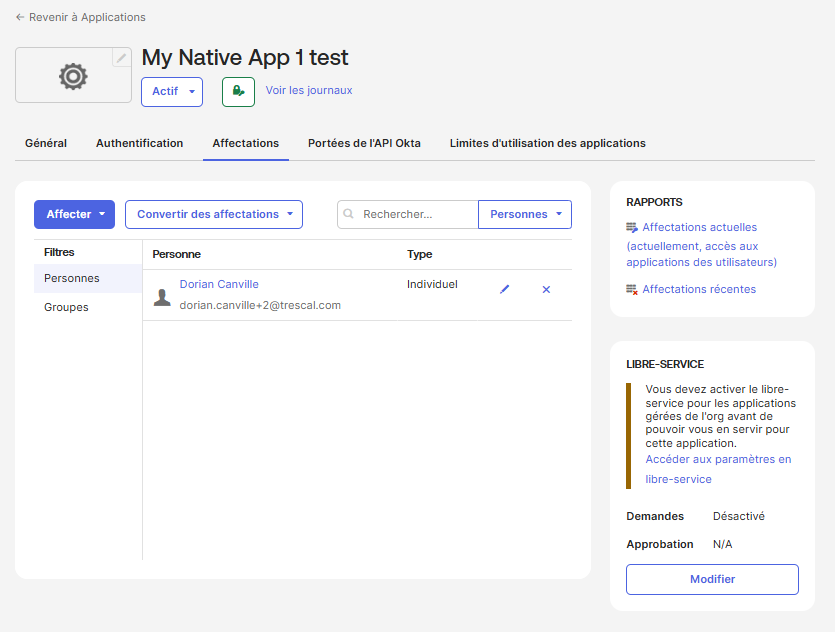 ← Revenir à Applications
My Native App 1 test
Actif
Voir les journaux
Général
Authentification
Affectations
Portées de l'API Okta
Limites d'utilisation des applications
Affecter
Convertir des affectations
Rechercher...
Personnes
Filtres
Personnes
Groupes
Personne
Type
Dorian Canville
Individuel
dorian.canville+2@trescal.com
RAPPORTS
Affectations actuelles
(actuellement, accès aux
applications des utilisateurs)
Affectations récentes
LIBRE-SERVICE
Vous devez activer le libre-
service pour les applications
gérées de l'org avant de
pouvoir vous en servir pour
cette application.
Accéder aux paramètres en
libre-service
Demandes
Désactivé
Approbation
N/A
Modifier